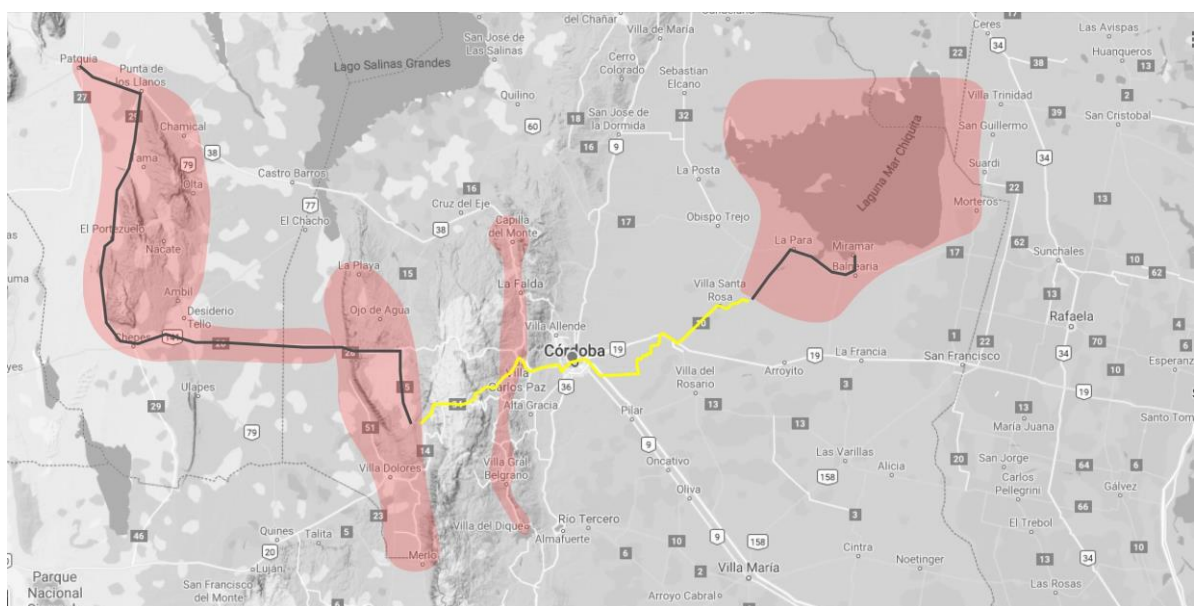 del Chañar
San José de
Las Salinas
Villa de
María
Ceres
Las Avispas
Huanqueros
Patquia
Punta de
los Llanos
Lago Salinas Grandes
Cerro
Colorado
Sebastian
Elcano
Quilino
San Jose de
la Dormida
Villa Trinidad
San Cristobal
San Guillermo
Chamical
Tama
Olta
Castro Barros
La Posta
Suardi
Laguna Mar Chiquita
El Chacho
Cruz del Eje
Capilla
del Monte
Obispo Trejo
Morteros
El Portezuelo
Nacate
La Para
Miramar
Balnearia
Sunchales
La Playa
La Falda
Villa Santa
Rosa
Ambil
Desiderio
Tello
Ojo de Agua
Villa Allende
Rafaela
Chepes
Córdoba
Villa
Carlos Paz
Arroyito
La Francia
San Francisco
Esperanz
Ulapes
Alta Gracia
Villa del
Rosario
Pilar
María Juana
Santo Tom
Villa Dolores
Villa Gral.
Belgrano
Oncativo
Las Varillas
Alicia
San Jorge
Carlos
Pellegrini
Gálvez
Oliva
Quines
Talita
Villa del Dique
Rio Tercero
Almafuerte
El Trebol
Luján
Merlo
Cintra
Noetinger
Parque
Nacional
San Francisco
del Monte
Villa María
Arroyo Cabral
Las Rosas